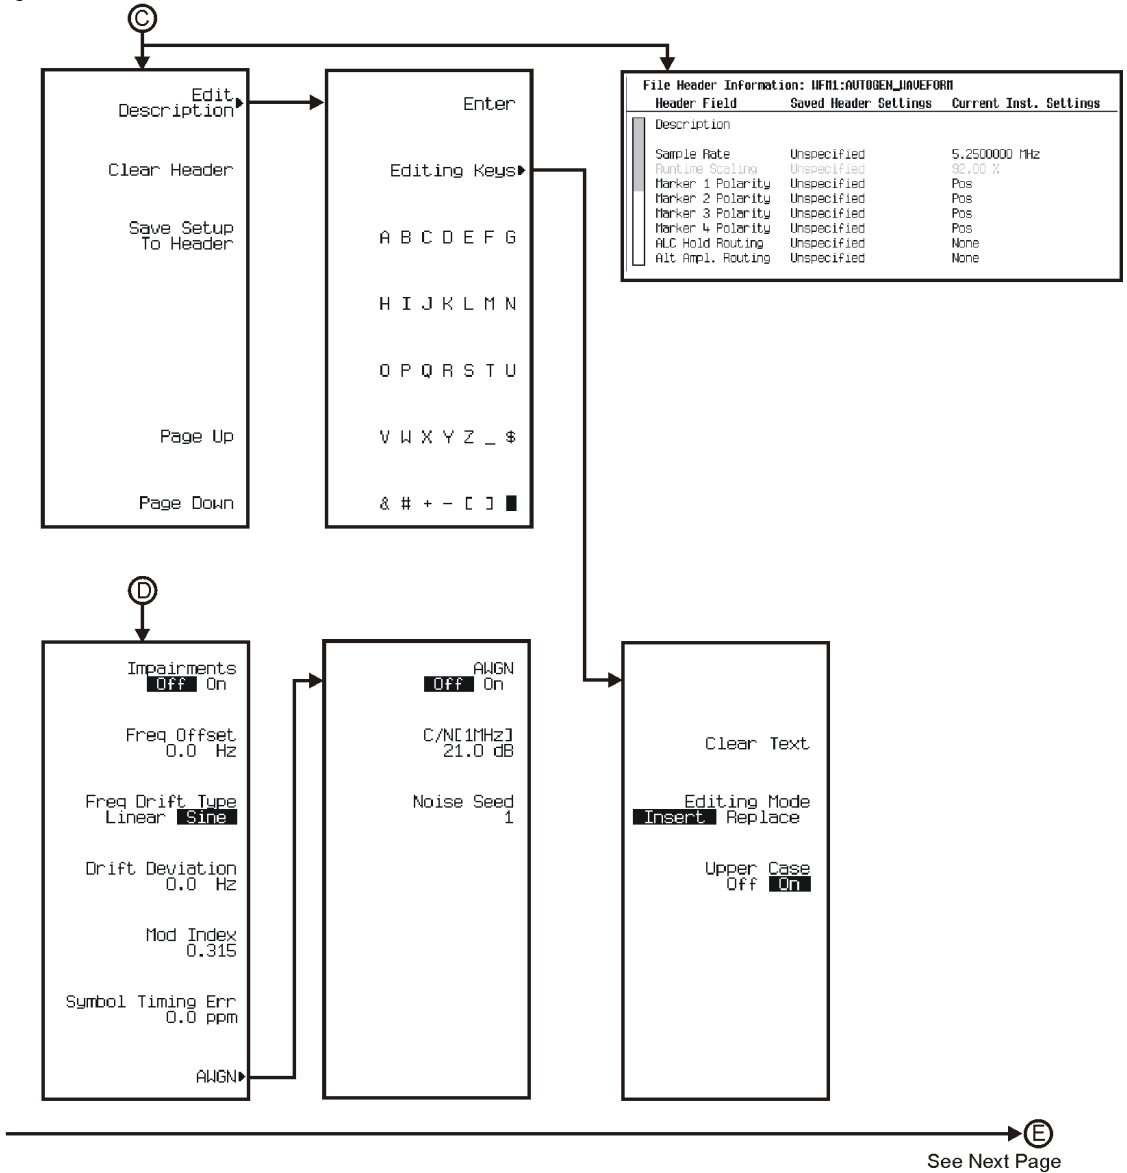 C
Edit
Description
Clear Header
Save Setup
To Header
Page Up
Page Down
Enter
Editing Keys
A B C D E F G
H I J K L M N
O P Q R S T U
V W X Y Z _ $
& # + - [ ]
File Header Information: WFM1:AUTOGEN_WAVEFORM
Header Field Saved Header Settings Current Inst. Settings
Description
Sample Rate Unspecified 5.2500000 MHz
Runtime Scaling Unspecified 92.00 %
Marker 1 Polarity Unspecified Pos
Marker 2 Polarity Unspecified Pos
Marker 3 Polarity Unspecified Pos
Marker 4 Polarity Unspecified Pos
ALC Hold Routing Unspecified None
Alt Ampl. Routing Unspecified None
D
Impairments
Off On
Freq Offset
0.0 Hz
Freq Drift Type
Linear Sine
Drift Deviation
0.0 Hz
Mod Index
0.315
Symbol Timing Err
0.0 ppm
AWGN
AWGN
Off On
C/N[1MHz]
21.0 dB
Noise Seed
1
Clear Text
Editing Mode
Insert Replace
Upper Case
Off On
E
See Next Page